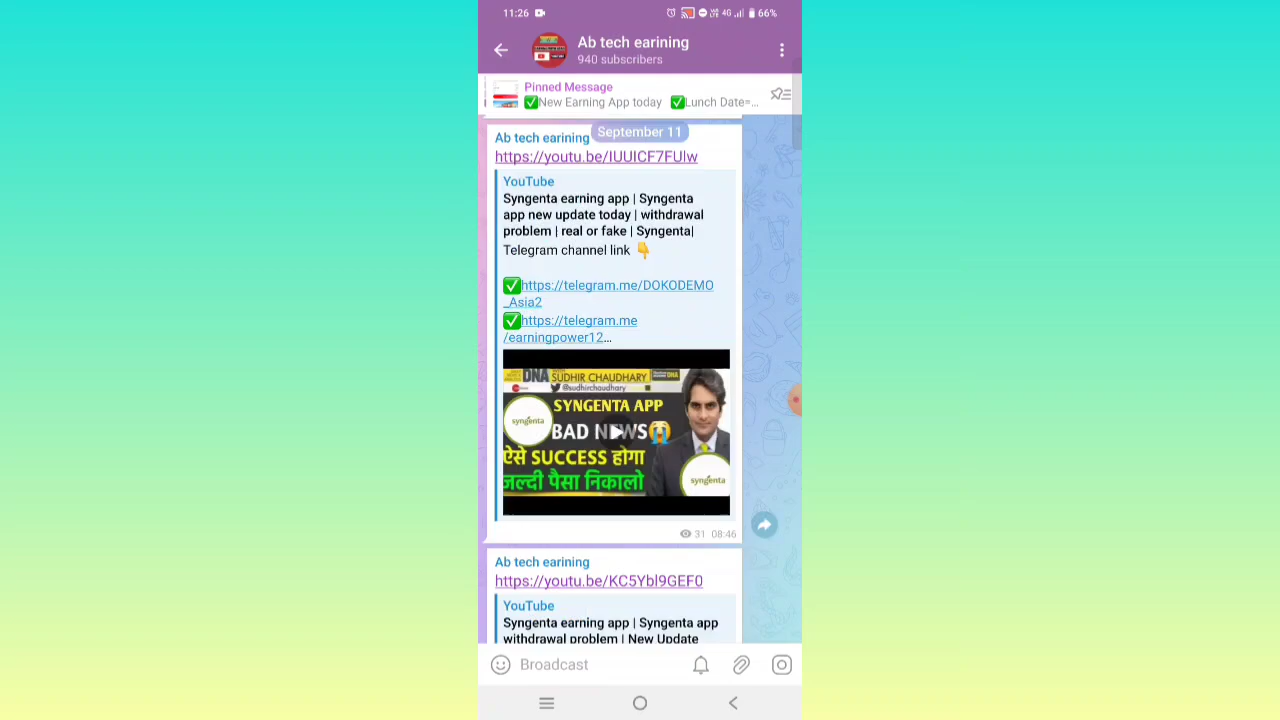 11:26
4G 66%
Ab tech earining
940 subscribers
Pinned Message
✅New Earning App today ✅Lunch Date=...
September 11
Ab tech earining
https://youtu.be/IUUICF7FUlw
YouTube
Syngenta earning app | Syngenta
app new update today | withdrawal
problem | real or fake | Syngenta|
Telegram channel link 👇
✅https://telegram.me/DOKODEMO
_Asia2
✅https://telegram.me
/earningpower12...
DNA SUDHIR CHAUDHARY DNA
@sudhirchaudhary
SYNGENTA APP
syngenta
BAD NEWS😭
ऐसे SUCCESS होगा
जल्दी पैसा निकालो
syngenta
31 08:46
Ab tech earining
https://youtu.be/KC5Ybl9GEF0
YouTube
Syngenta earning app | Syngenta app
withdrawal problem | New Update
Broadcast